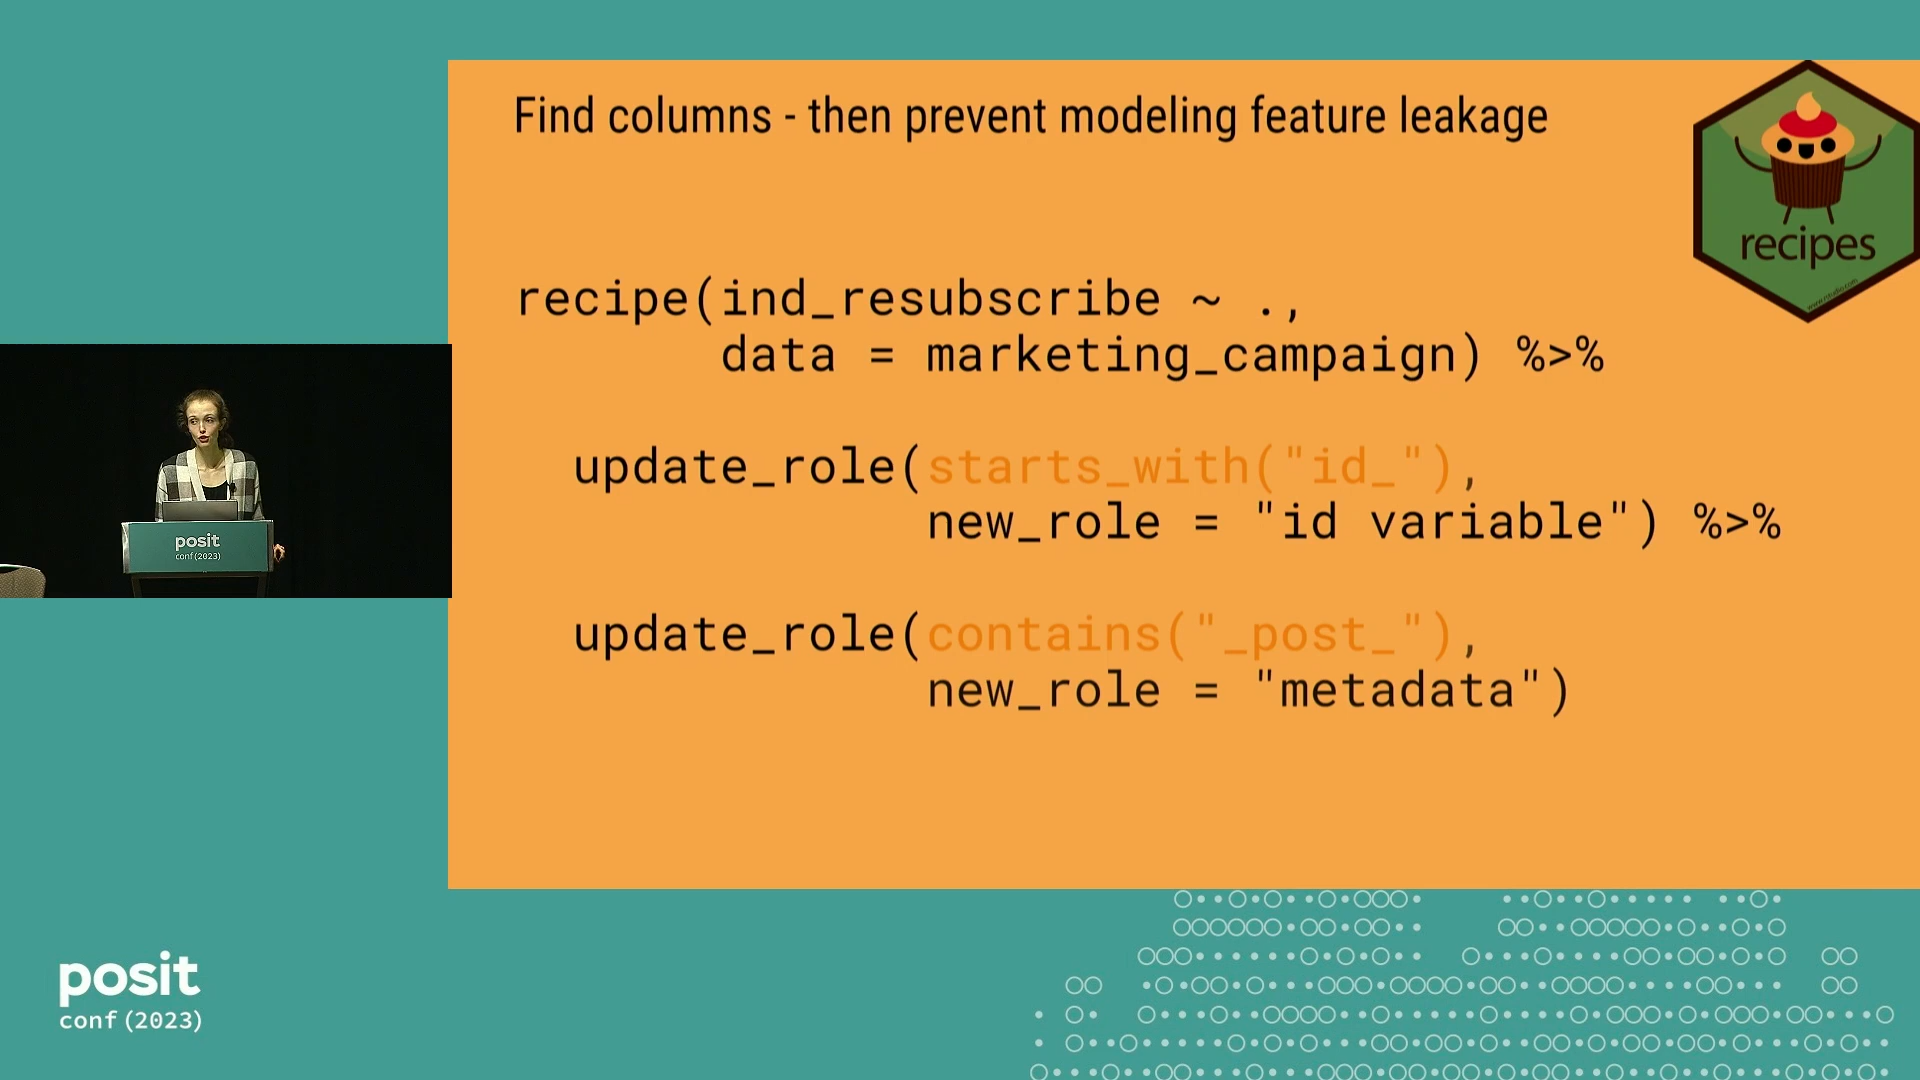 Find columns - then prevent modeling feature leakage
recipes
recipe(ind_resubscribe ~ .,
data = marketing_campaign) %>%
update_role(starts_with("id_"),
new_role = "id variable") %>%
update_role(contains("_post_"),
new_role = "metadata")
posit
conf(2023)
posit
conf(2023)